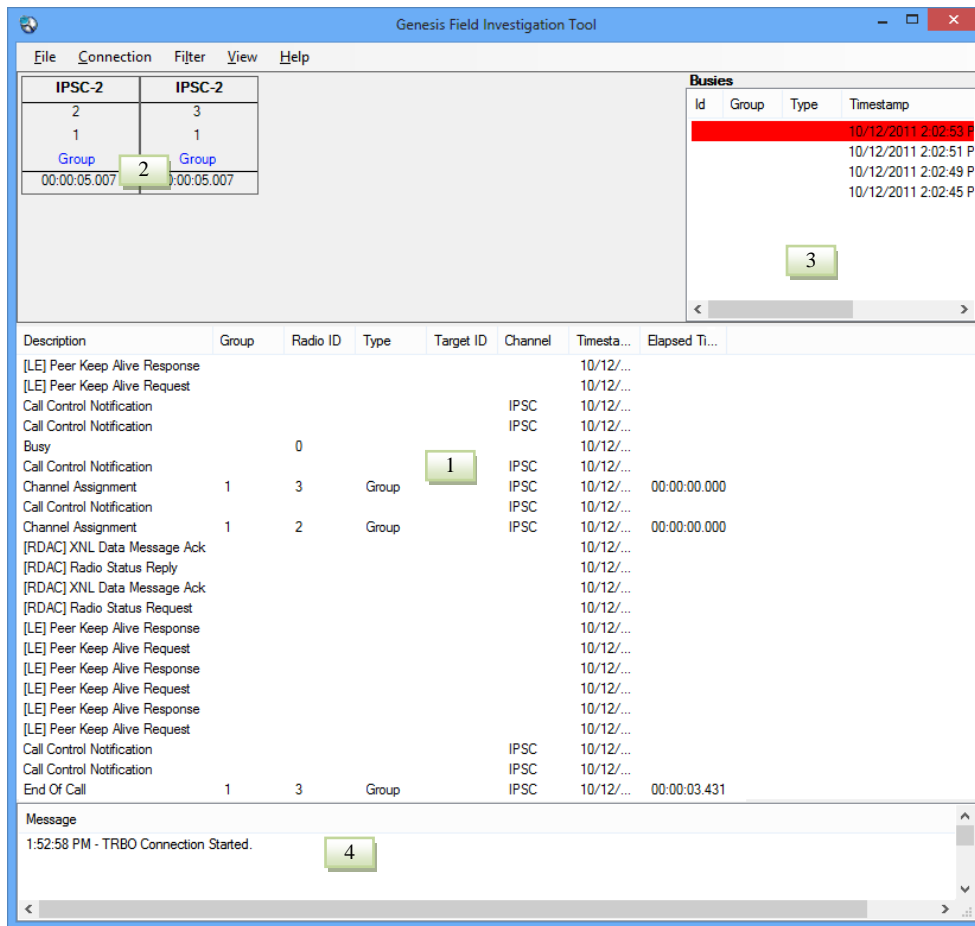 Genesis Field Investigation Tool
File Connection Filter View Help
IPSC-2 IPSC-2
2 3
1 1
Group Group
00:00:05.007 0:00:05.007
2
Busies
Id Group Type Timestamp
10/12/2011 2:02:53 P
10/12/2011 2:02:51 P
10/12/2011 2:02:49 P
10/12/2011 2:02:45 P
3
Description Group Radio ID Type Target ID Channel Timesta... Elapsed Ti...
[LE] Peer Keep Alive Response 10/12/...
[LE] Peer Keep Alive Request 10/12/...
Call Control Notification IPSC 10/12/...
Call Control Notification IPSC 10/12/...
Busy 0 10/12/...
1
Call Control Notification IPSC 10/12/...
Channel Assignment 1 3 Group IPSC 10/12/... 00:00:00.000
Call Control Notification IPSC 10/12/...
Channel Assignment 1 2 Group IPSC 10/12/... 00:00:00.000
[RDAC] XNL Data Message Ack 10/12/...
[RDAC] Radio Status Reply 10/12/...
[RDAC] XNL Data Message Ack 10/12/...
[RDAC] Radio Status Request 10/12/...
[LE] Peer Keep Alive Response 10/12/...
[LE] Peer Keep Alive Request 10/12/...
[LE] Peer Keep Alive Response 10/12/...
[LE] Peer Keep Alive Request 10/12/...
[LE] Peer Keep Alive Response 10/12/...
[LE] Peer Keep Alive Request 10/12/...
Call Control Notification IPSC 10/12/...
Call Control Notification IPSC 10/12/...
End Of Call 1 3 Group IPSC 10/12/... 00:00:03.431
Message
1:52:58 PM - TRBO Connection Started.
4